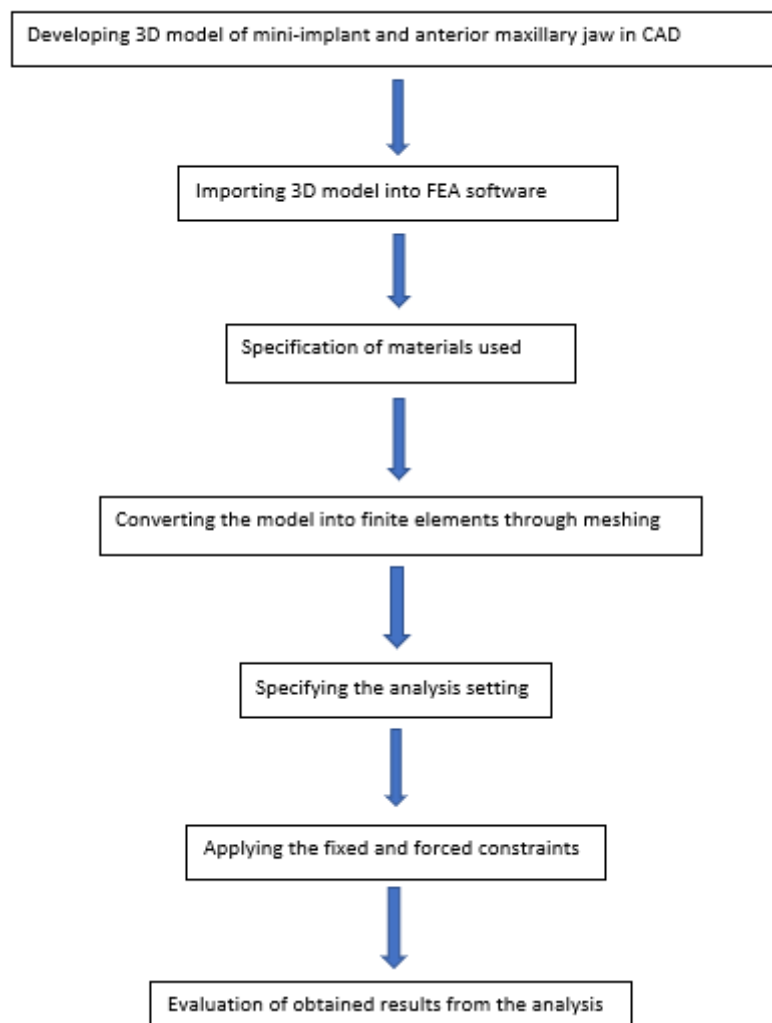 Developing 3D model of mini-implant and anterior maxillary jaw in CAD
Importing 3D model into FEA software
Specification of materials used
Converting the model into finite elements through meshing
Specifying the analysis setting
Applying the fixed and forced constraints
Evaluation of obtained results from the analysis